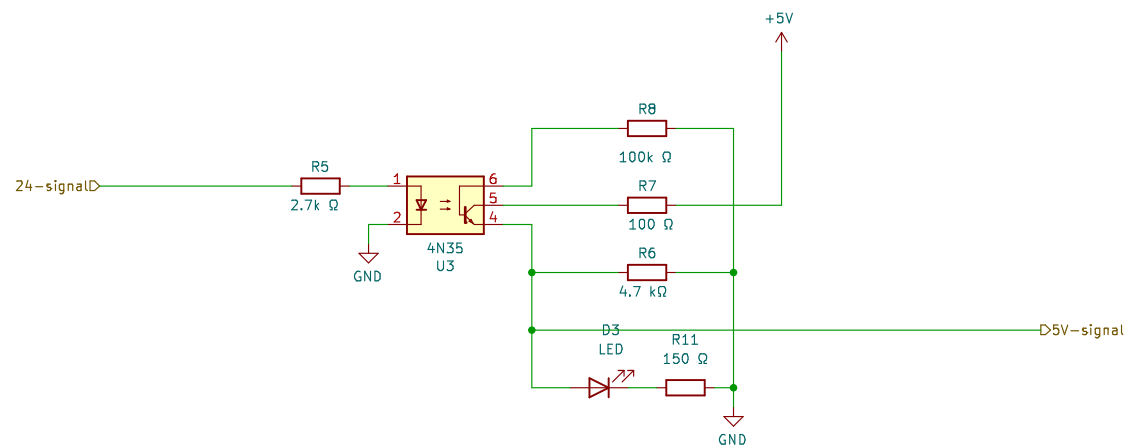 +5V
R8
100k Ω
24-signal
R5
2.7k Ω
1
2
6
5
4
4N35
U3
GND
R7
100 Ω
R6
4.7 kΩ
5V-signal
D3
LED
R11
150 Ω
GND